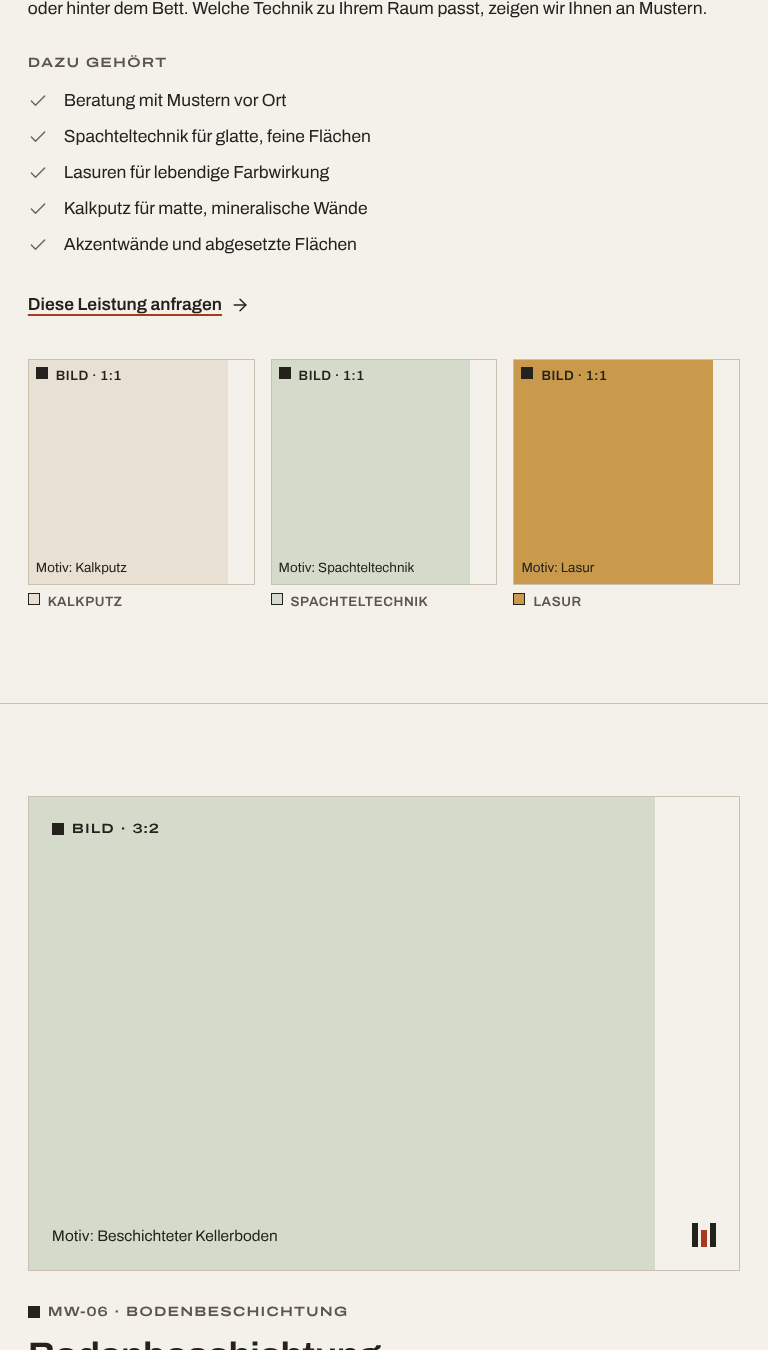 oder hinter dem Bett. Welche Technik zu Ihrem Raum passt, zeigen wir Ihnen an Mustern.
DAZU GEHÖRT
Beratung mit Mustern vor Ort
Spachteltechnik für glatte, feine Flächen
Lasuren für lebendige Farbwirkung
Kalkputz für matte, mineralische Wände
Akzentwände und abgesetzte Flächen
Diese Leistung anfragen
BILD · 1:1
Motiv: Kalkputz
KALKPUTZ
BILD · 1:1
Motiv: Spachteltechnik
SPACHTELTECHNIK
BILD · 1:1
Motiv: Lasur
LASUR
BILD · 3:2
Motiv: Beschichteter Kellerboden
MW-06 · BODENBESCHICHTUNG
Bodenbeschichtung